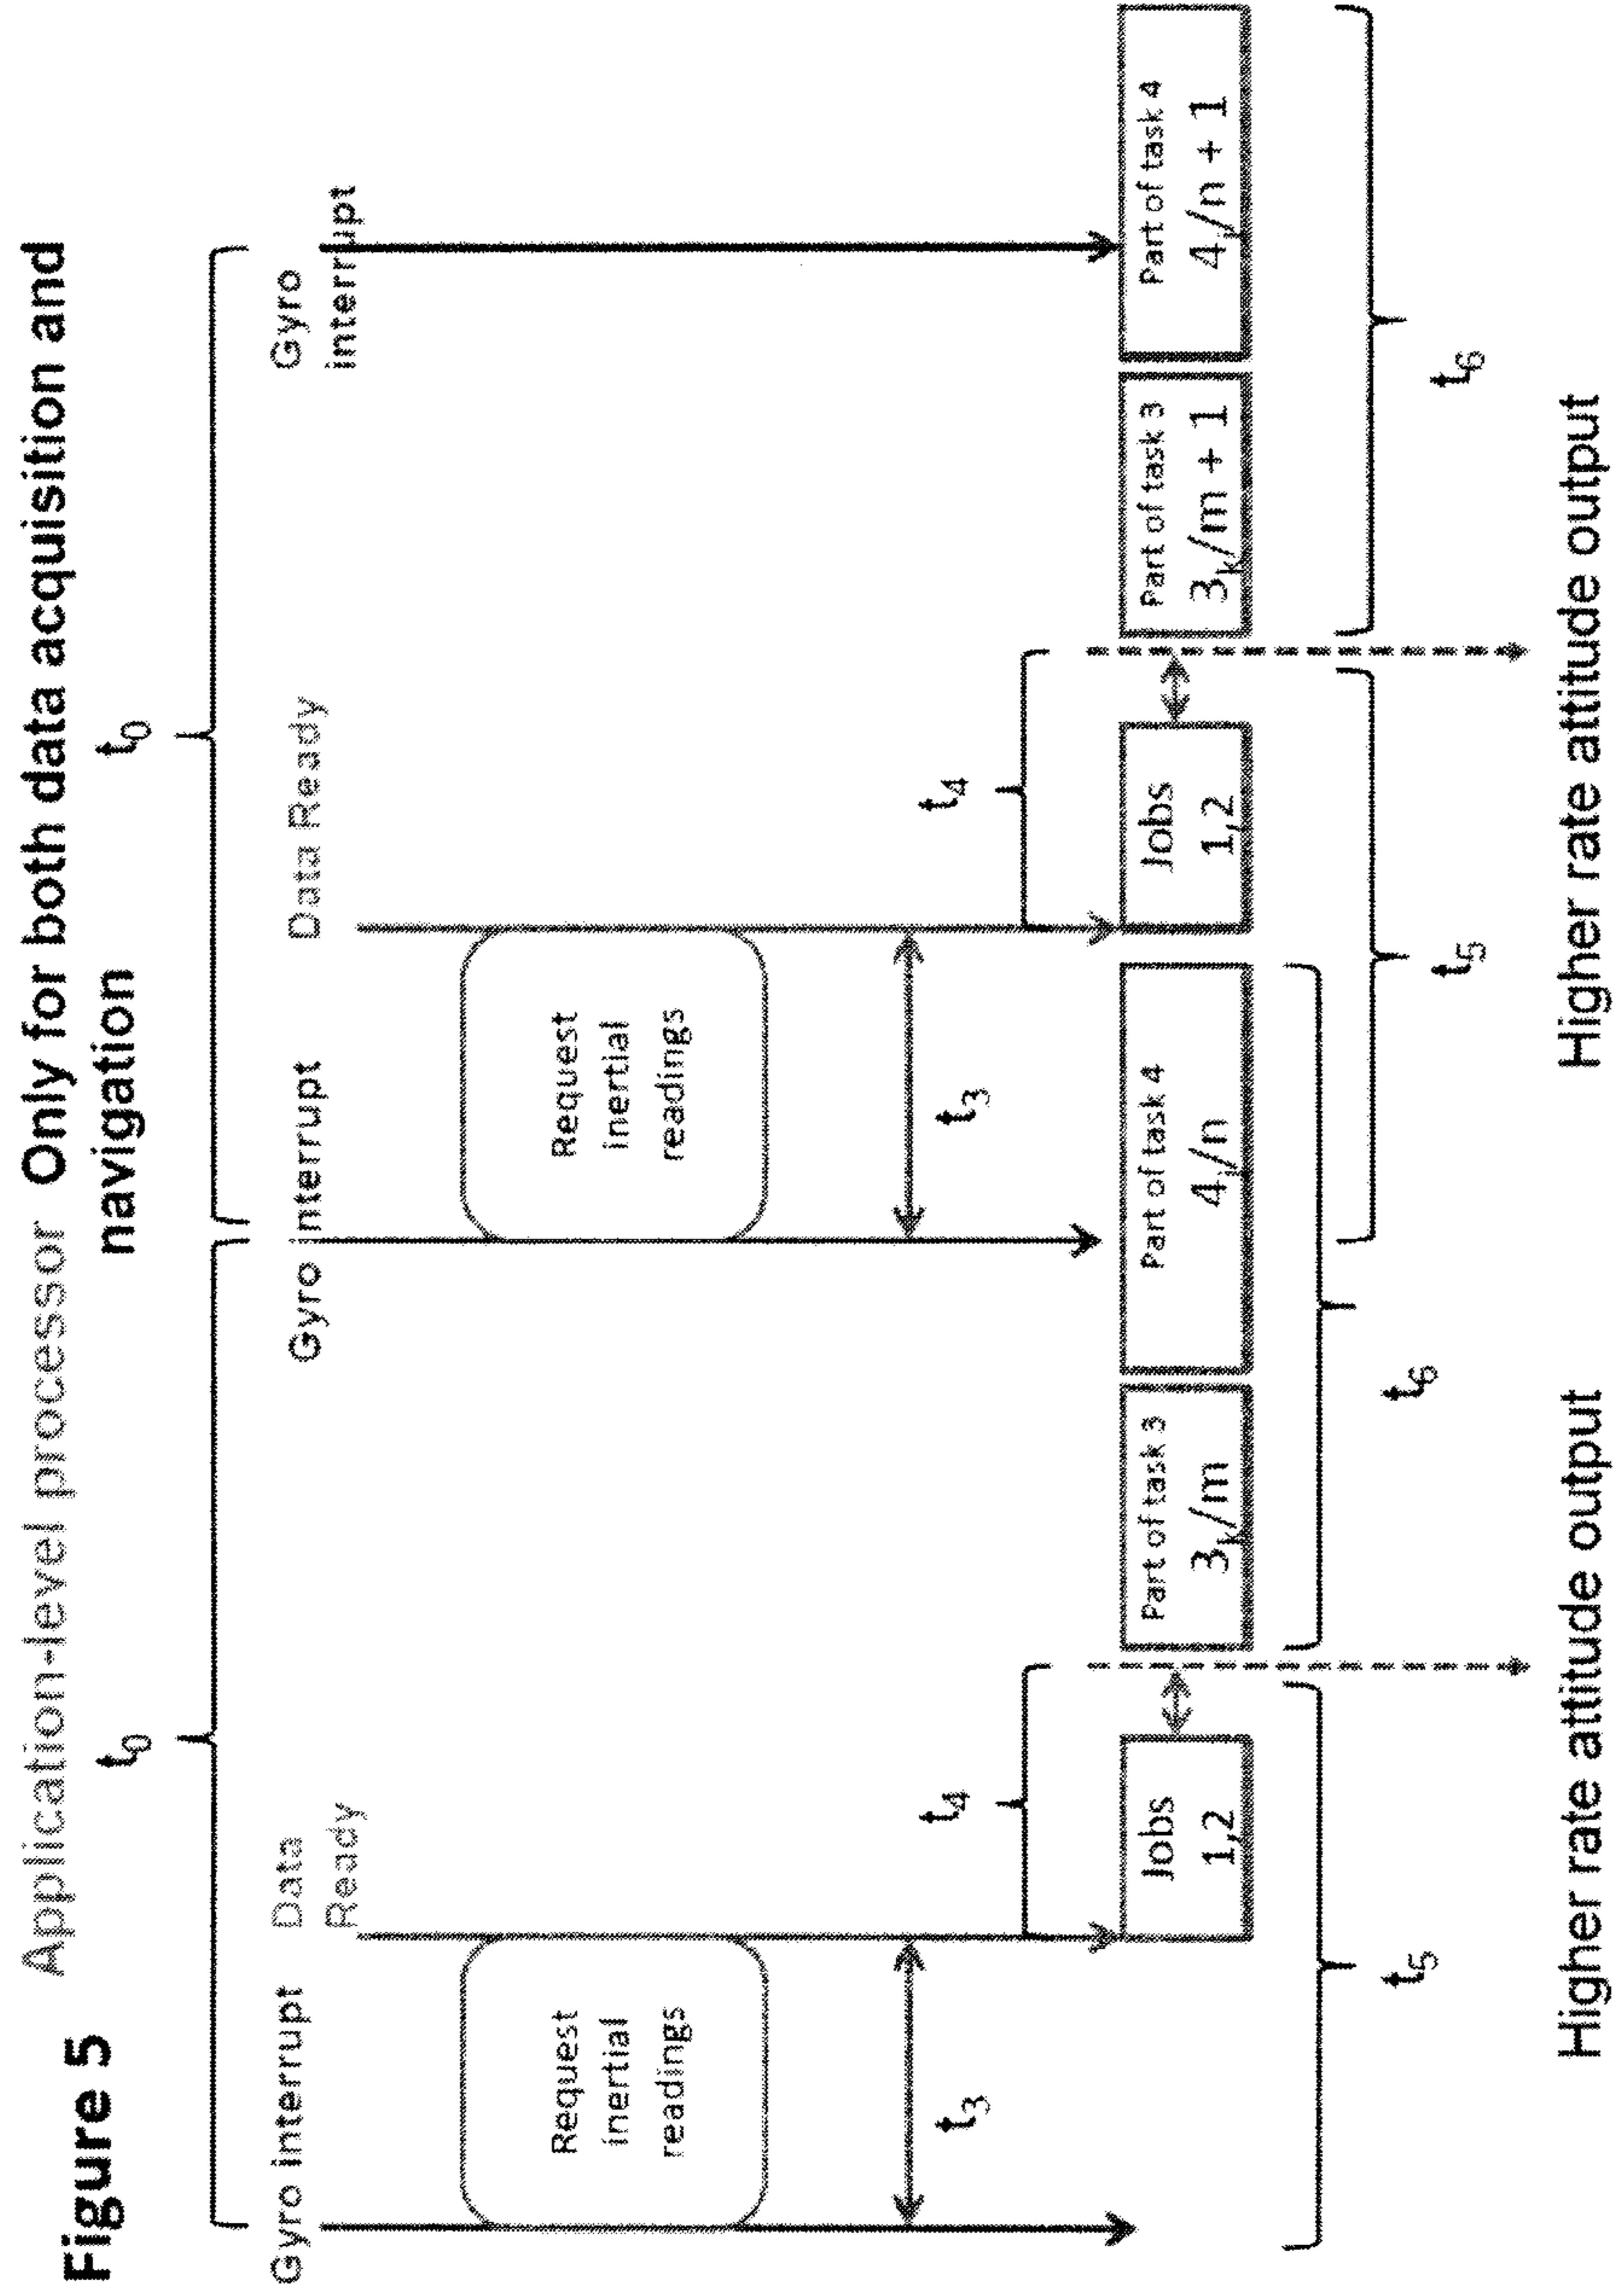 Figure 5 Application-level processor Only for both data acquisition and
navigation
t0
t0
Gyro interrupt
Data
Ready
Gyro interrupt
Data Ready
Gyro
interrupt
Request
inertial
readings
Request
inertial
readings
t3
t3
t4
t4
Jobs
1,2
Part of task 3
3k/m
Part of task 4
4j/n
Jobs
1,2
Part of task 3
3k/m + 1
Part of task 4
4j/n + 1
t5
t6
t5
t6
Higher rate attitude output
Higher rate attitude output